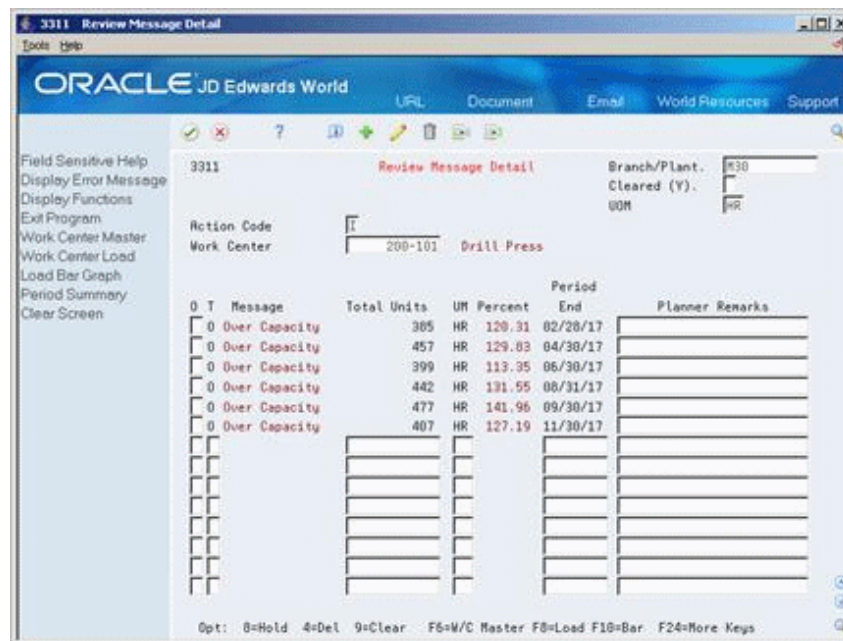 3311 Review Message Detail
Tools Help
ORACLE JD Edwards World
URL Document Email World Resources Support
Field Sensitive Help
Display Error Message
Display Functions
Exit Program
Work Center Master
Work Center Load
Load Bar Graph
Period Summary
Clear Screen
3311 Review Message Detail Branch/Plant. M30
Cleared (Y).
UOM HR
Action Code I
Work Center 200-101 Drill Press
Period
O T Message Total Units UM Percent End Planner Remarks
O Over Capacity 385 HR 120.31 02/28/17
O Over Capacity 457 HR 129.83 04/30/17
O Over Capacity 399 HR 113.35 06/30/17
O Over Capacity 442 HR 131.55 08/31/17
O Over Capacity 477 HR 141.96 09/30/17
O Over Capacity 407 HR 127.19 11/30/17
Opt: 8=Hold 4=Del 9=Clear F6=W/C Master F8=Load F10=Bar F24=More Keys